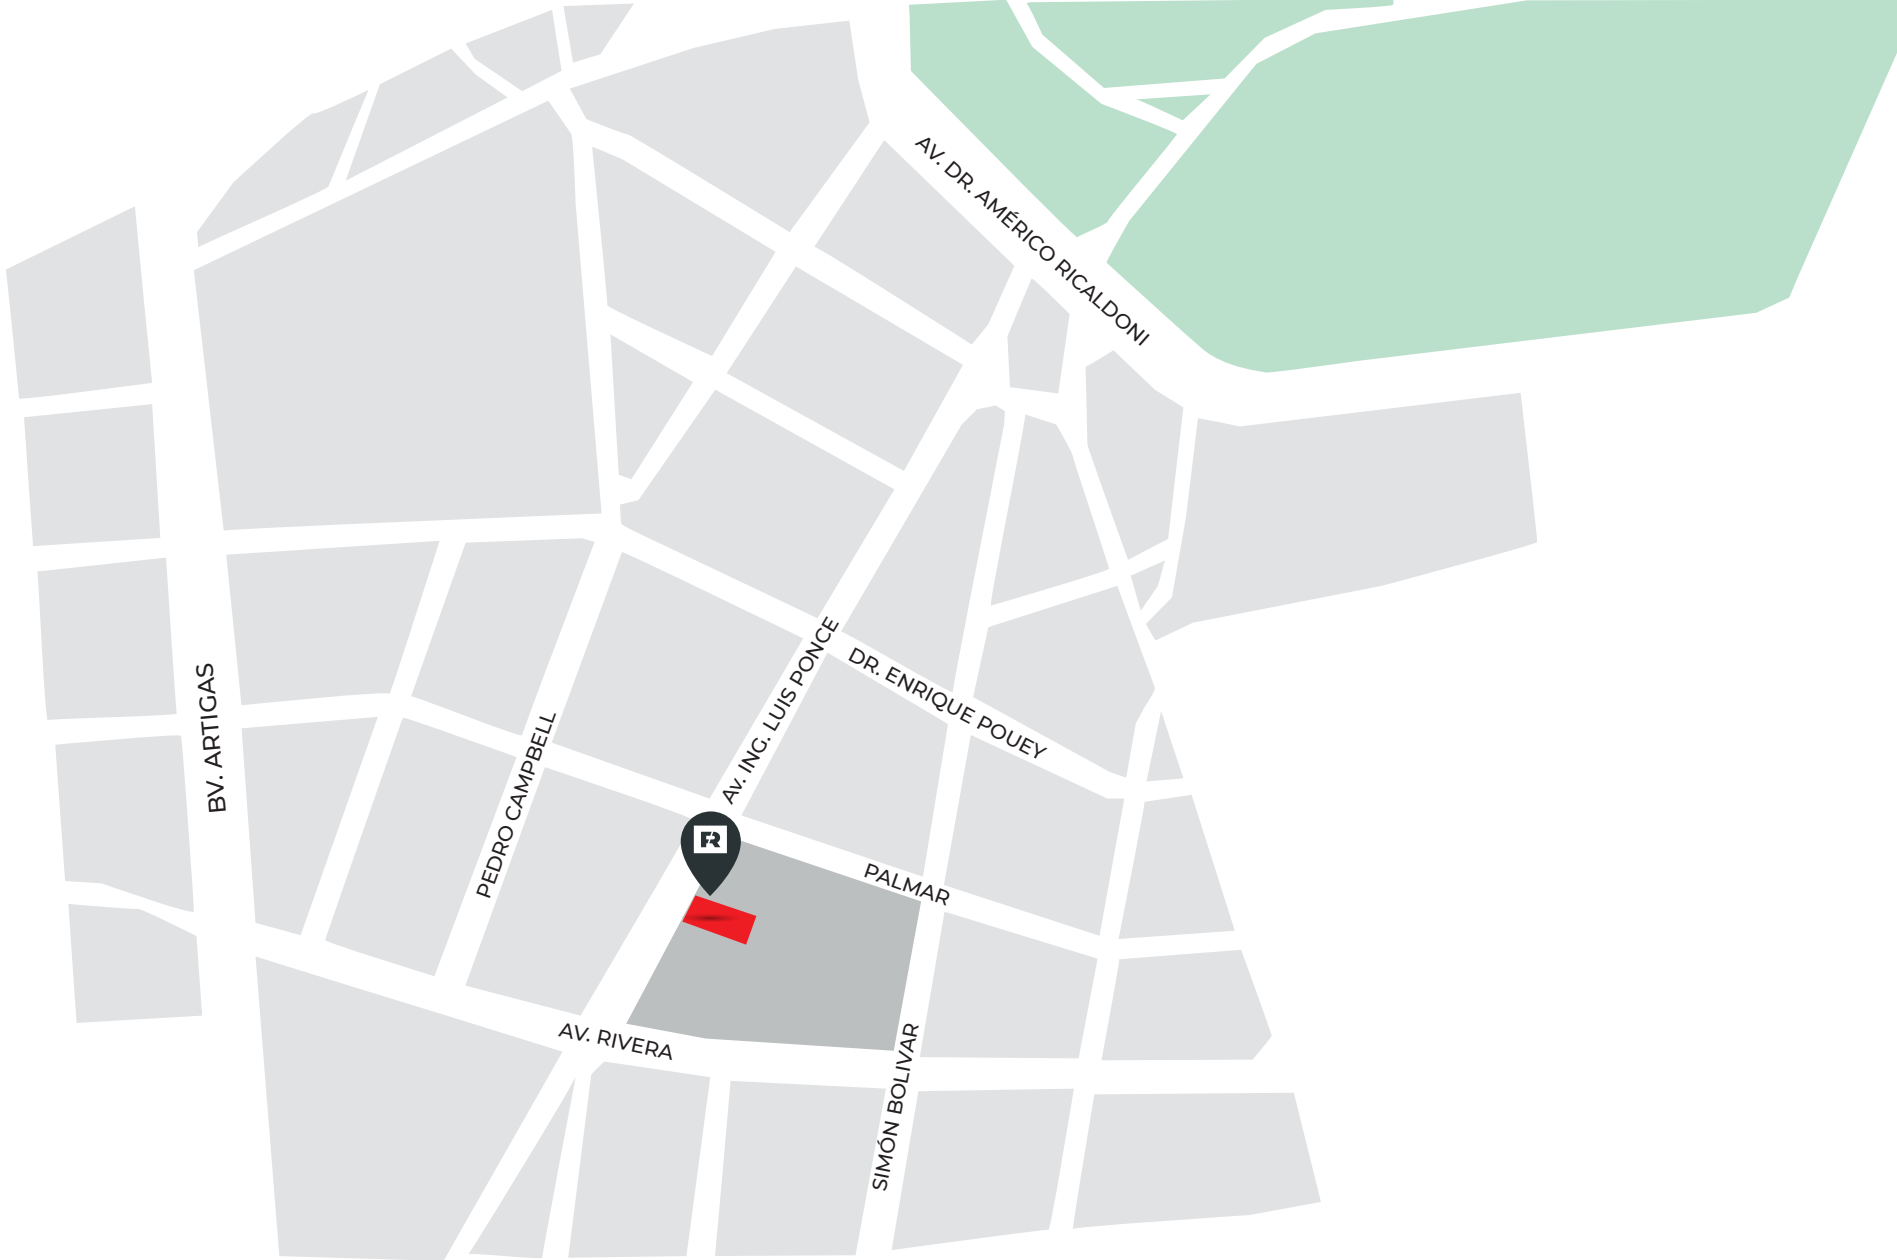 AV. DR. AMÉRICO RICALDONI
AV. ING. LUIS PONCE
DR. ENRIQUE POUEY
BV. ARTIGAS
PEDRO CAMPBELL
R
PALMAR
AV. RIVERA
SIMÓN BOLIVAR